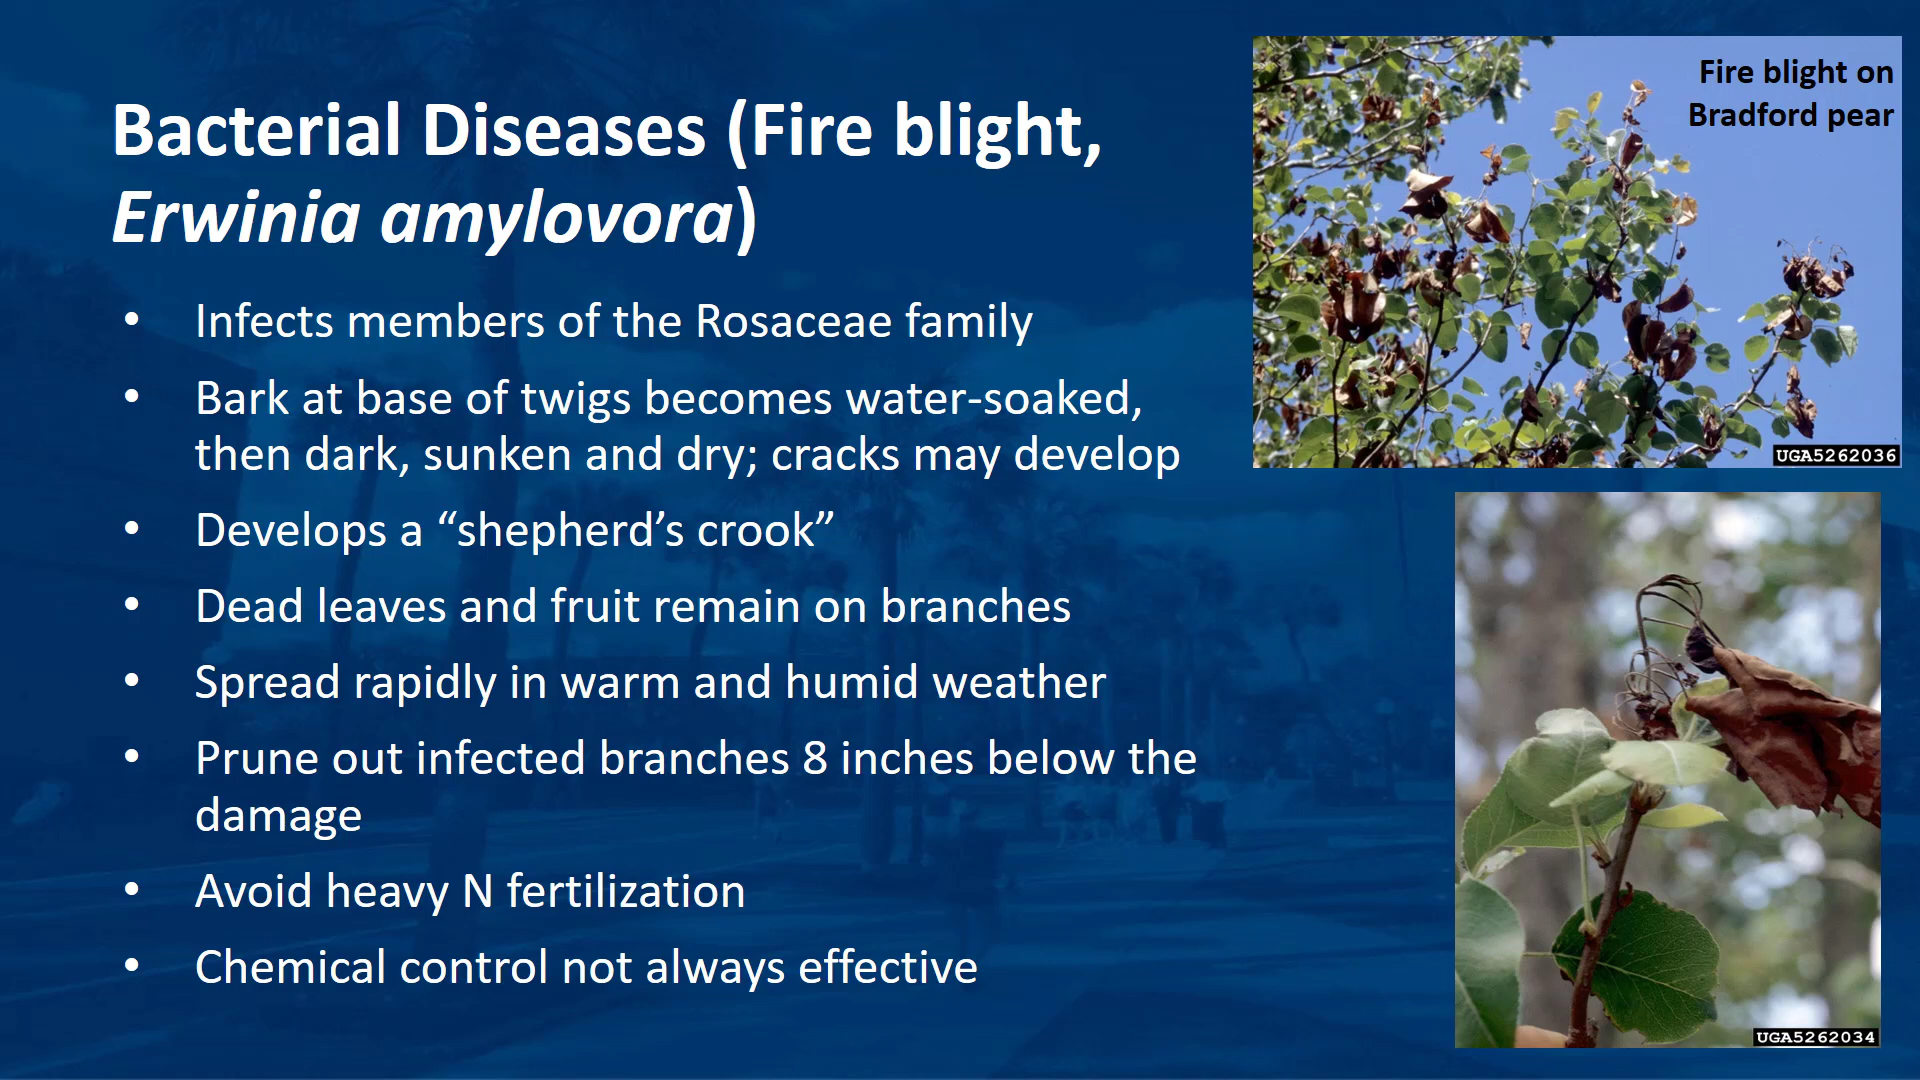 Bacterial Diseases (Fire blight,
Erwinia amylovora)
• Infects members of the Rosaceae family
• Bark at base of twigs becomes water-soaked,
then dark, sunken and dry; cracks may develop
• Develops a “shepherd’s crook”
• Dead leaves and fruit remain on branches
• Spread rapidly in warm and humid weather
• Prune out infected branches 8 inches below the
damage
• Avoid heavy N fertilization
• Chemical control not always effective
Fire blight on
Bradford pear
UGA5262036
UGA5262034